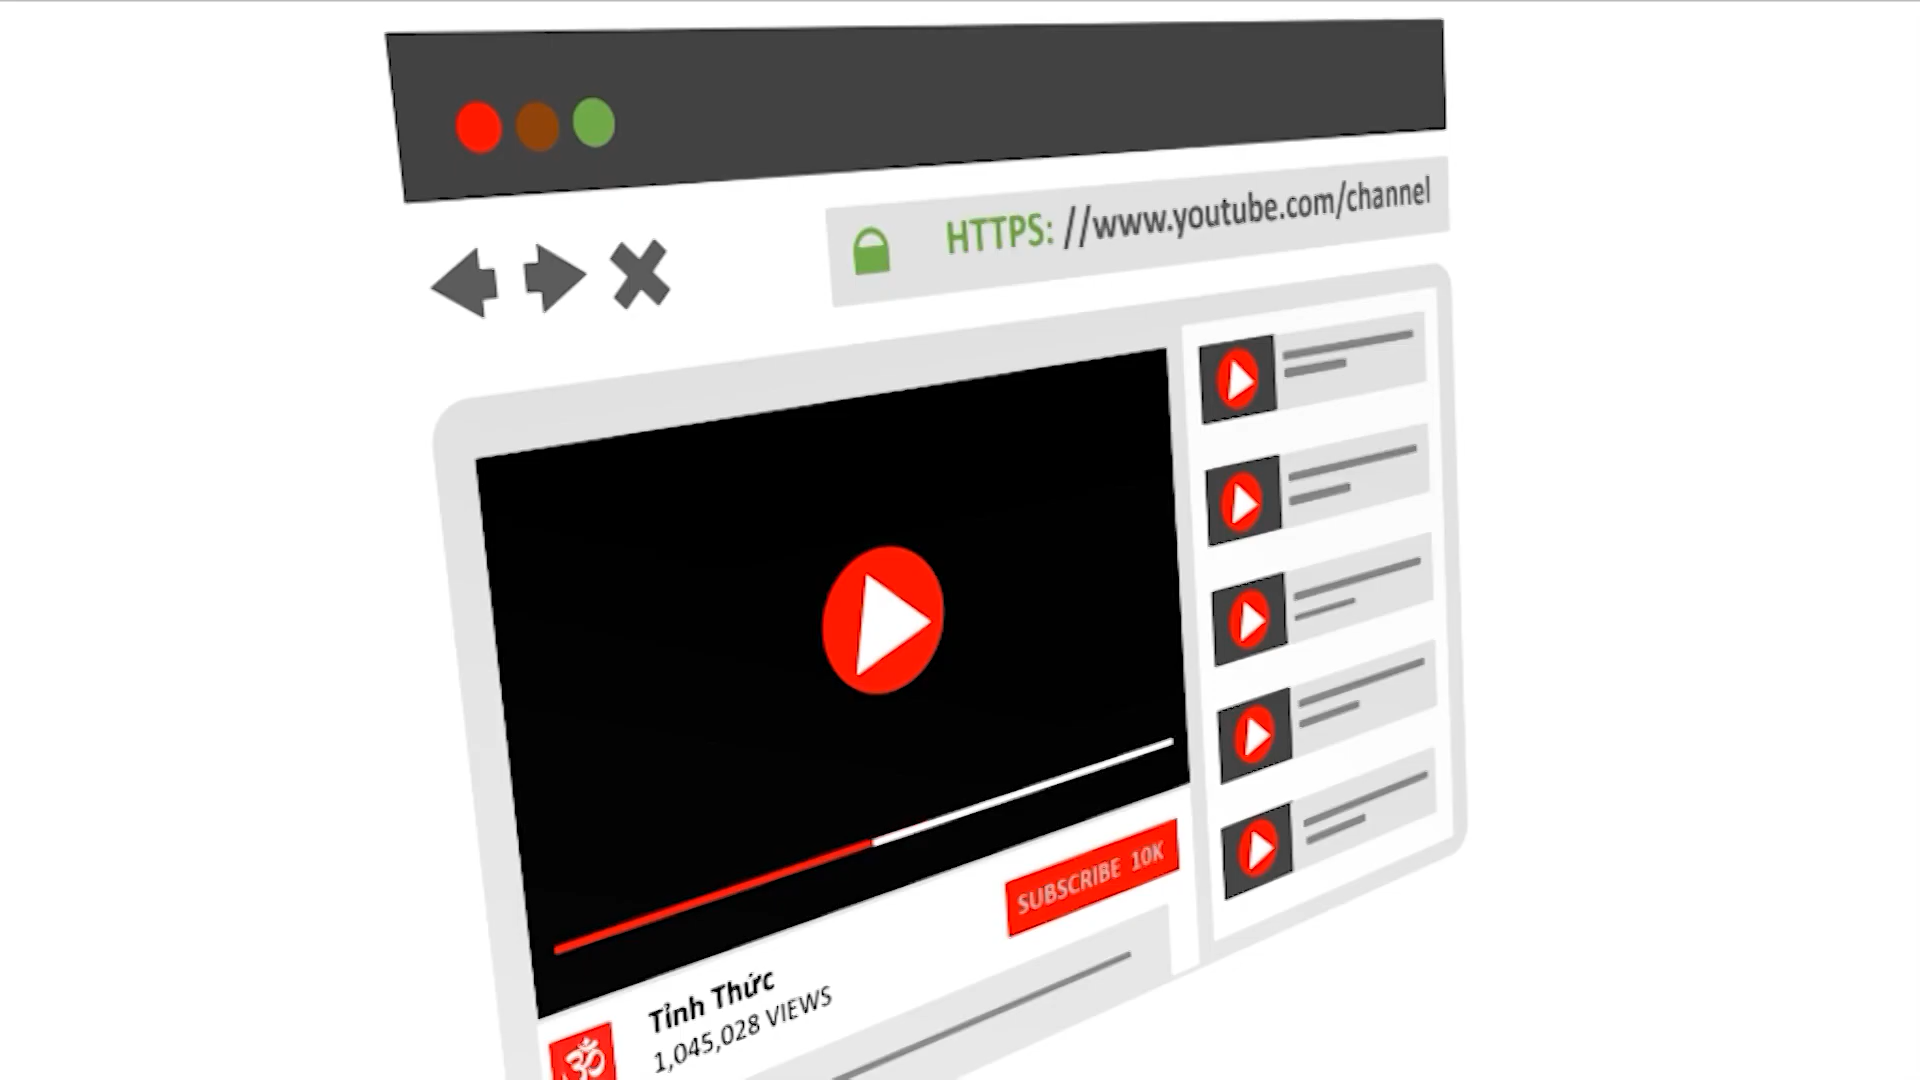 HTTPS: //www.youtube.com/channel
SUBSCRIBE 10K
Tỉnh Thức
1,045,028 VIEWS
ॐ